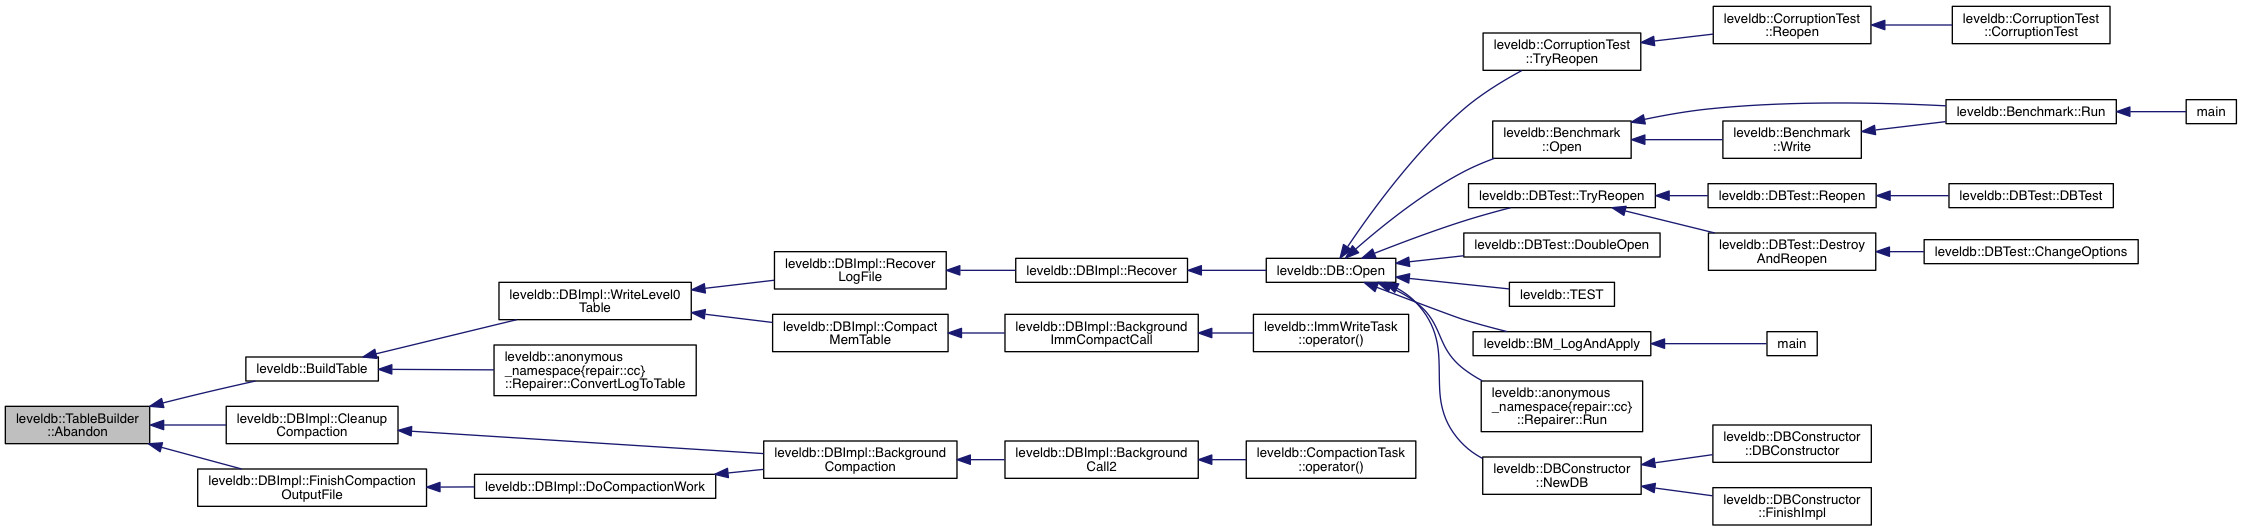 leveldb::TableBuilder
::Abandon
leveldb::BuildTable
leveldb::DBImpl::Cleanup
Compaction
leveldb::DBImpl::FinishCompaction
OutputFile
leveldb::DBImpl::WriteLevel0
Table
leveldb::anonymous
_namespace{repair::cc}
::Repairer::ConvertLogToTable
leveldb::DBImpl::DoCompactionWork
leveldb::DBImpl::Recover
LogFile
leveldb::DBImpl::Compact
MemTable
leveldb::DBImpl::Background
Compaction
leveldb::DBImpl::Recover
leveldb::DBImpl::Background
ImmCompactCall
leveldb::DBImpl::Background
Call2
leveldb::DB::Open
leveldb::ImmWriteTask
::operator()
leveldb::CompactionTask
::operator()
leveldb::CorruptionTest
::TryReopen
leveldb::Benchmark
::Open
leveldb::DBTest::TryReopen
leveldb::DBTest::DoubleOpen
leveldb::TEST
leveldb::BM_LogAndApply
leveldb::anonymous
_namespace{repair::cc}
::Repairer::Run
leveldb::DBConstructor
::NewDB
leveldb::CorruptionTest
::Reopen
leveldb::Benchmark
::Write
leveldb::DBTest::Reopen
leveldb::DBTest::Destroy
AndReopen
main
leveldb::DBConstructor
::DBConstructor
leveldb::DBConstructor
::FinishImpl
leveldb::CorruptionTest
::CorruptionTest
leveldb::Benchmark::Run
leveldb::DBTest::DBTest
leveldb::DBTest::ChangeOptions
main